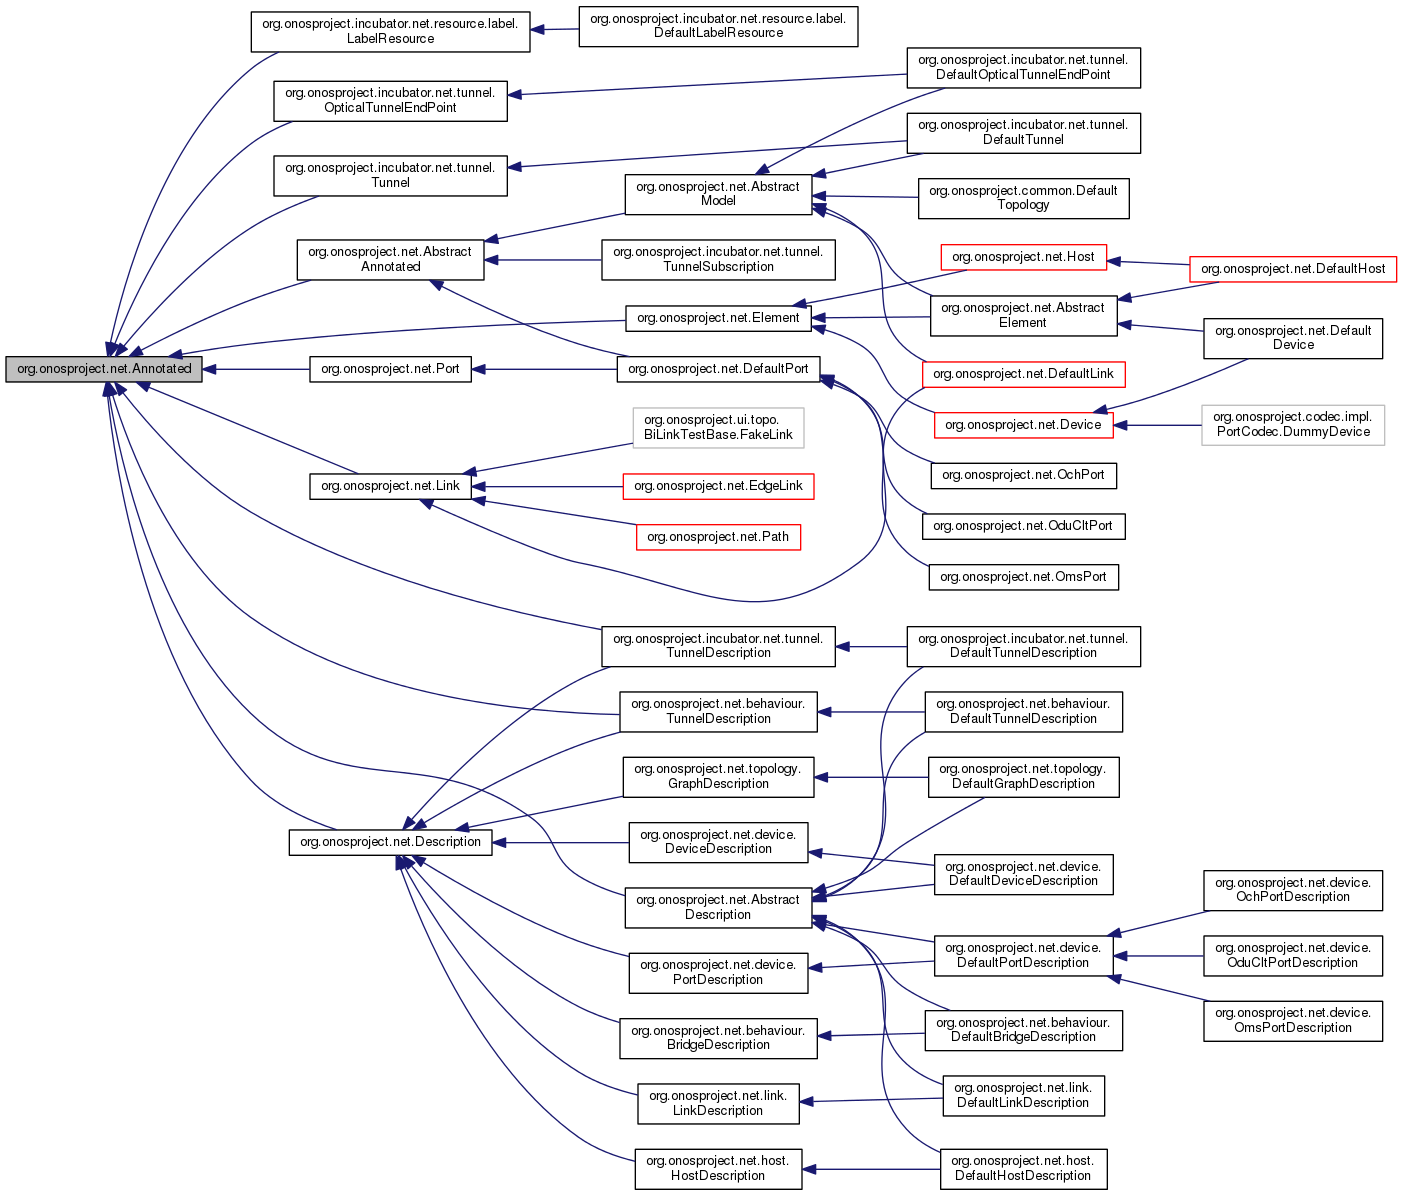 org.onosproject.incubator.net.resource.label.
LabelResource
org.onosproject.incubator.net.resource.label.
DefaultLabelResource
org.onosproject.incubator.net.tunnel.
OpticalTunnelEndPoint
org.onosproject.incubator.net.tunnel.
DefaultOpticalTunnelEndPoint
org.onosproject.incubator.net.tunnel.
Tunnel
org.onosproject.incubator.net.tunnel.
DefaultTunnel
org.onosproject.net.Abstract
Model
org.onosproject.common.Default
Topology
org.onosproject.net.Abstract
Annotated
org.onosproject.incubator.net.tunnel.
TunnelSubscription
org.onosproject.net.Host
org.onosproject.net.DefaultHost
org.onosproject.net.Element
org.onosproject.net.Abstract
Element
org.onosproject.net.Default
Device
org.onosproject.net.Annotated
org.onosproject.net.Port
org.onosproject.net.DefaultPort
org.onosproject.net.DefaultLink
org.onosproject.net.Device
org.onosproject.codec.impl.
PortCodec.DummyDevice
org.onosproject.ui.topo.
BiLinkTestBase.FakeLink
org.onosproject.net.OchPort
org.onosproject.net.Link
org.onosproject.net.EdgeLink
org.onosproject.net.OduCltPort
org.onosproject.net.Path
org.onosproject.net.OmsPort
org.onosproject.incubator.net.tunnel.
TunnelDescription
org.onosproject.incubator.net.tunnel.
DefaultTunnelDescription
org.onosproject.net.behaviour.
TunnelDescription
org.onosproject.net.behaviour.
DefaultTunnelDescription
org.onosproject.net.topology.
GraphDescription
org.onosproject.net.topology.
DefaultGraphDescription
org.onosproject.net.Description
org.onosproject.net.device.
DeviceDescription
org.onosproject.net.device.
DefaultDeviceDescription
org.onosproject.net.Abstract
Description
org.onosproject.net.device.
OchPortDescription
org.onosproject.net.device.
PortDescription
org.onosproject.net.device.
DefaultPortDescription
org.onosproject.net.device.
OduCltPortDescription
org.onosproject.net.device.
OmsPortDescription
org.onosproject.net.behaviour.
BridgeDescription
org.onosproject.net.behaviour.
DefaultBridgeDescription
org.onosproject.net.link.
LinkDescription
org.onosproject.net.link.
DefaultLinkDescription
org.onosproject.net.host.
HostDescription
org.onosproject.net.host.
DefaultHostDescription